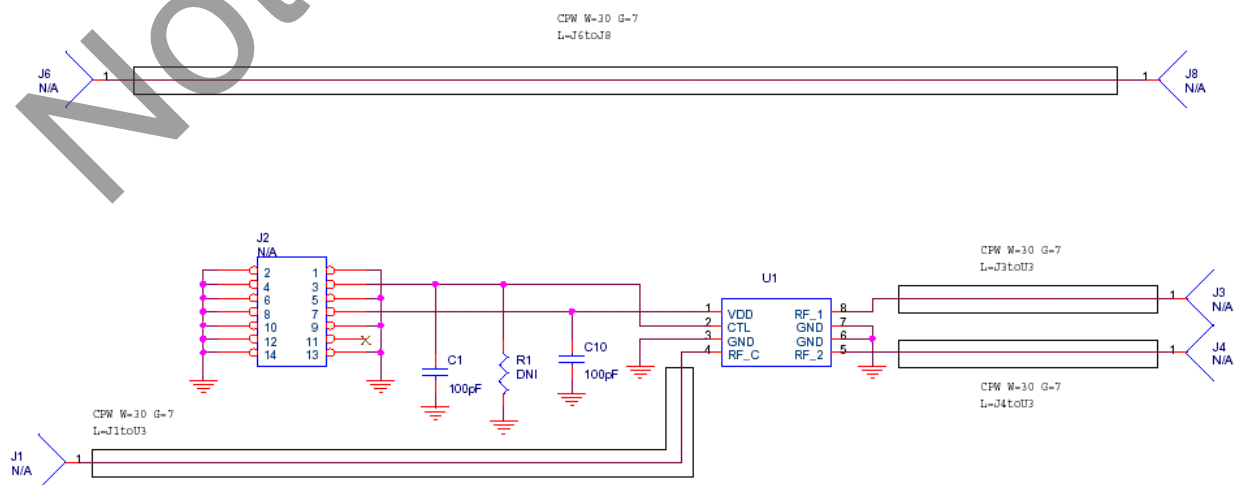 Not
CPW W=30 G=7
L=J6toJ8
J6
N/A
1
1
J8
N/A
J2
N/A
2 1
4 3
6 5
8 7
10 9
12 11
14 13
C1
100pF
R1
DNI
C10
100pF
U1
1 VDD RF_1 8
2 CTL GND 7
3 GND GND 6
4 RF_C RF_2 5
CPW W=30 G=7
L=J3toU3
1
J3
N/A
1
J4
N/A
CPW W=30 G=7
L=J4toU3
CPW W=30 G=7
L=J1toU3
J1
N/A
1